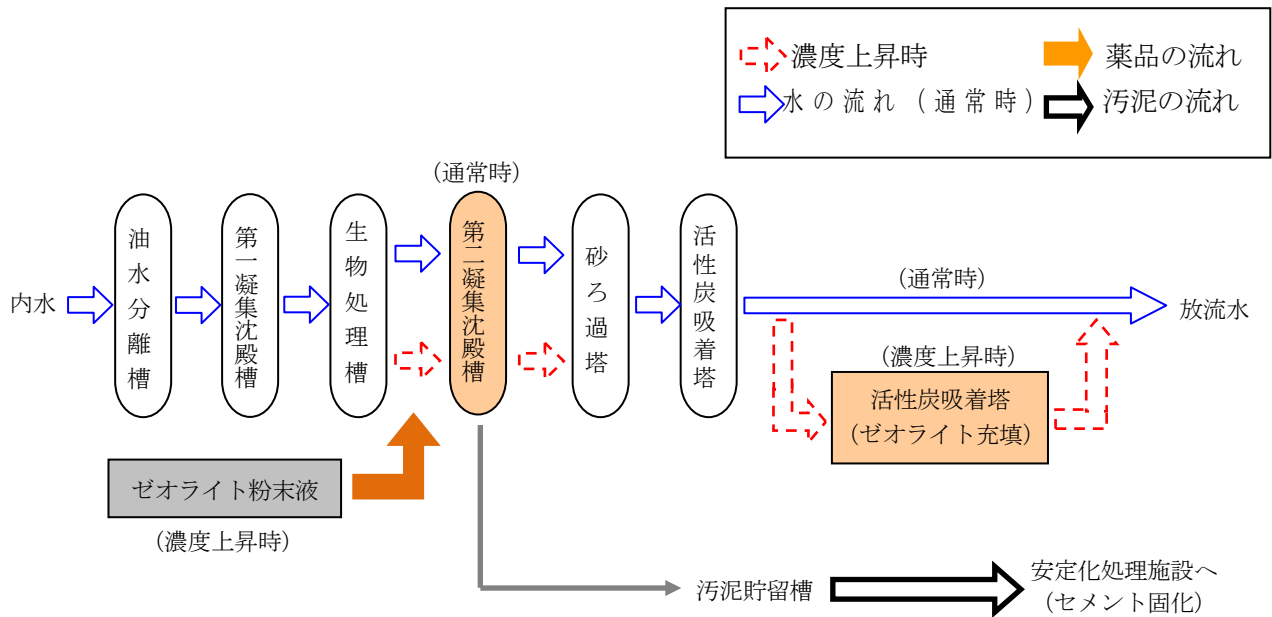 濃度上昇時
薬品の流れ
水の流れ(通常時)
汚泥の流れ
(通常時)
内水
油水分離槽
第一凝集沈殿槽
生物処理槽
第二凝集沈殿槽
砂ろ過塔
活性炭吸着塔
(通常時)
放流水
(濃度上昇時)
活性炭吸着塔
(ゼオライト充填)
ゼオライト粉末液
(濃度上昇時)
汚泥貯留槽
安定化処理施設へ
(セメント固化)